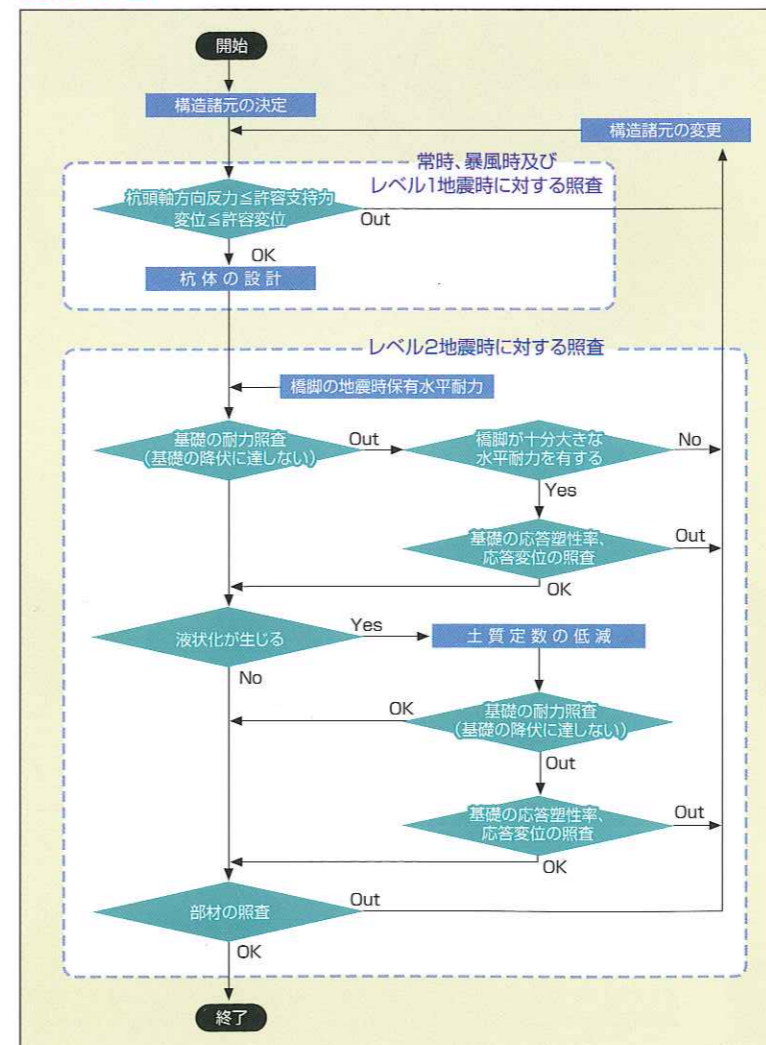 開始
構造諸元の決定
構造諸元の変更
常時、暴風時及び
レベル1地震時に対する照査
杭頭軸方向反力≦許容支持力
変位≦許容変位
Out
OK
杭体の設計
レベル2地震時に対する照査
橋脚の地震時保有水平耐力
基礎の耐力照査
(基礎の降伏に達しない)
Out
橋脚が十分大きな
水平耐力を有する
No
Yes
基礎の応答塑性率、
応答変位の照査
Out
OK
液状化が生じる
Yes
土質定数の低減
No
OK
基礎の耐力照査
(基礎の降伏に達しない)
Out
基礎の応答塑性率、
応答変位の照査
Out
OK
部材の照査
Out
OK
終了